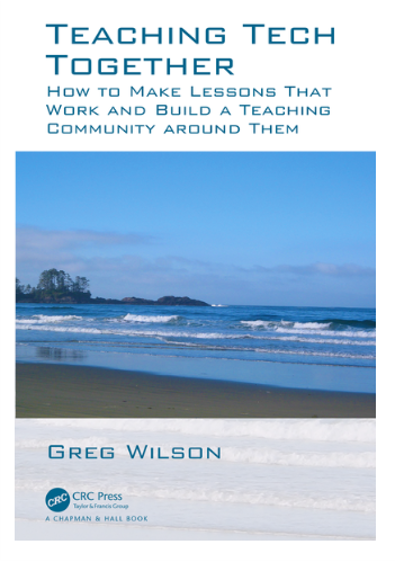 TEACHING TECH
TOGETHER
HOW TO MAKE LESSONS THAT
WORK AND BUILD A TEACHING
COMMUNITY AROUND THEM
GREG WILSON
CRC CRC Press
Taylor & Francis Group
A CHAPMAN & HALL BOOK